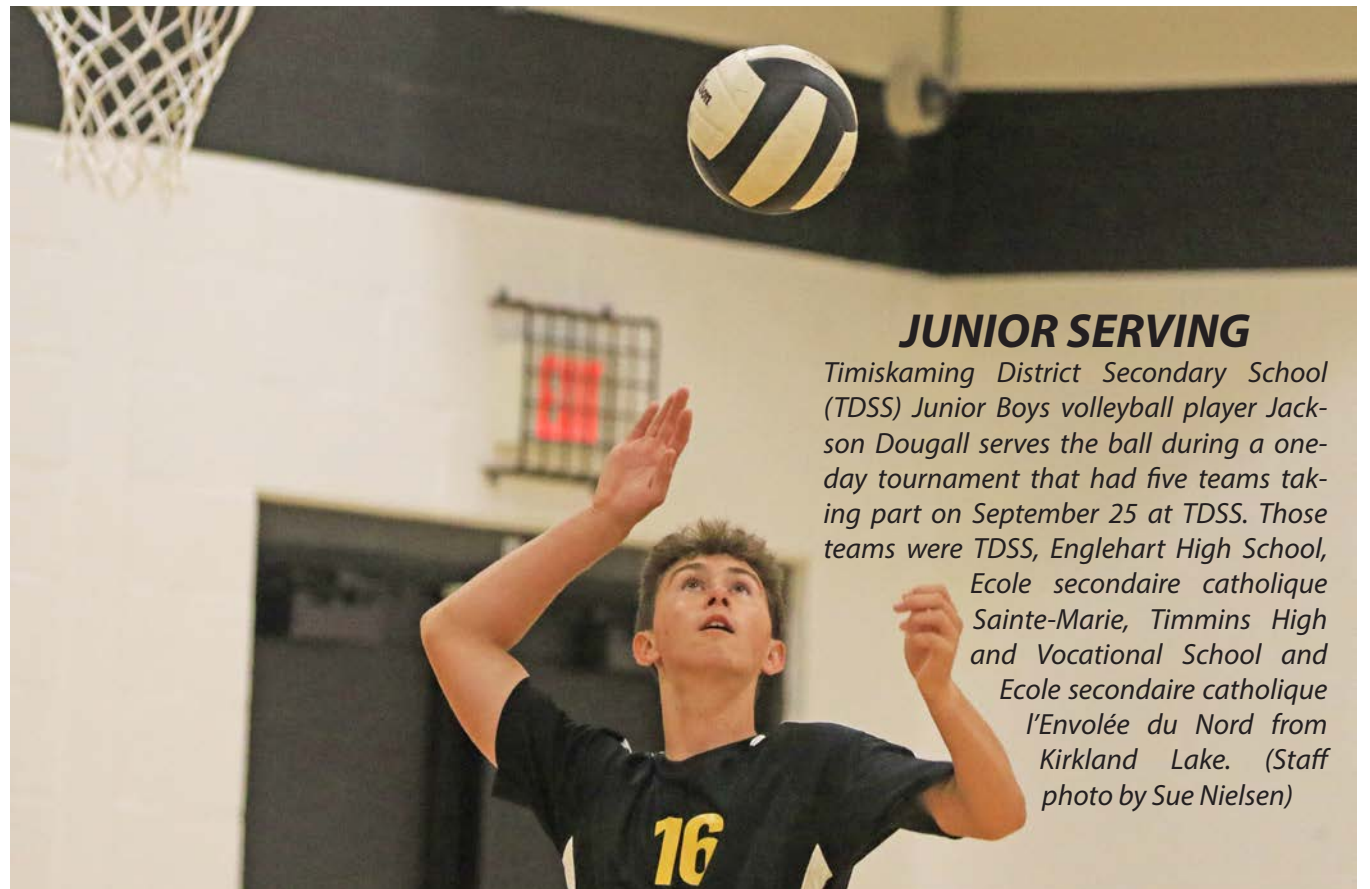 JUNIOR SERVING
Timiskaming District Secondary School
(TDSS) Junior Boys volleyball player Jack-
son Dougall serves the ball during a one-
day tournament that had five teams tak-
ing part on September 25 at TDSS. Those
teams were TDSS, Englehart High School,
Ecole secondaire catholique
Sainte-Marie, Timmins High
and Vocational School and
Ecole secondaire catholique
l'Envolée du Nord from
Kirkland Lake. (Staff
photo by Sue Nielsen)
16